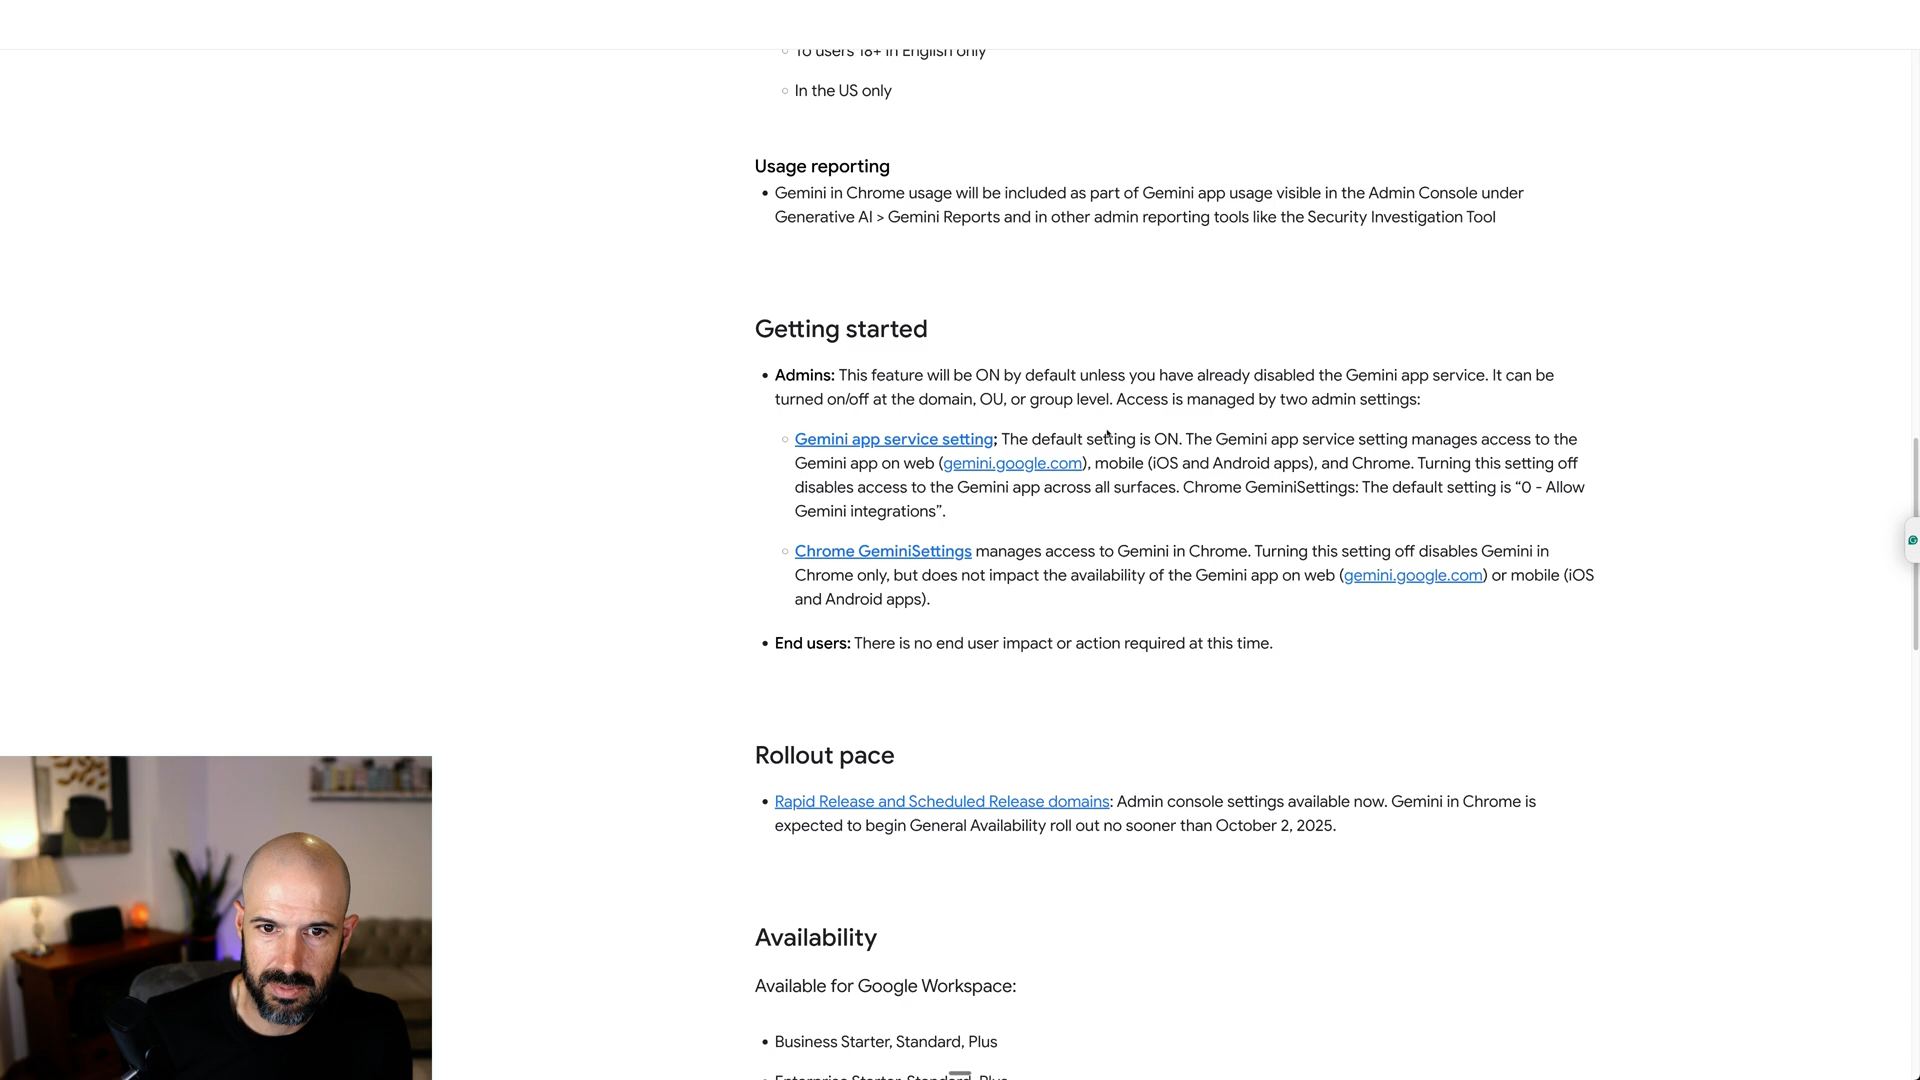 To users 18+ in English only
In the US only
Usage reporting
Gemini in Chrome usage will be included as part of Gemini app usage visible in the Admin Console under
Generative AI > Gemini Reports and in other admin reporting tools like the Security Investigation Tool
Getting started
Admins: This feature will be ON by default unless you have already disabled the Gemini app service. It can be
turned on/off at the domain, OU, or group level. Access is managed by two admin settings:
Gemini app service setting; The default setting is ON. The Gemini app service setting manages access to the
Gemini app on web (gemini.google.com), mobile (iOS and Android apps), and Chrome. Turning this setting off
disables access to the Gemini app across all surfaces. Chrome GeminiSettings: The default setting is “0 - Allow
Gemini integrations”.
Chrome GeminiSettings manages access to Gemini in Chrome. Turning this setting off disables Gemini in
Chrome only, but does not impact the availability of the Gemini app on web (gemini.google.com) or mobile (iOS
and Android apps).
End users: There is no end user impact or action required at this time.
Rollout pace
Rapid Release and Scheduled Release domains: Admin console settings available now. Gemini in Chrome is
expected to begin General Availability roll out no sooner than October 2, 2025.
Availability
Available for Google Workspace:
Business Starter, Standard, Plus
Enterprise Starter, Standard, Plus